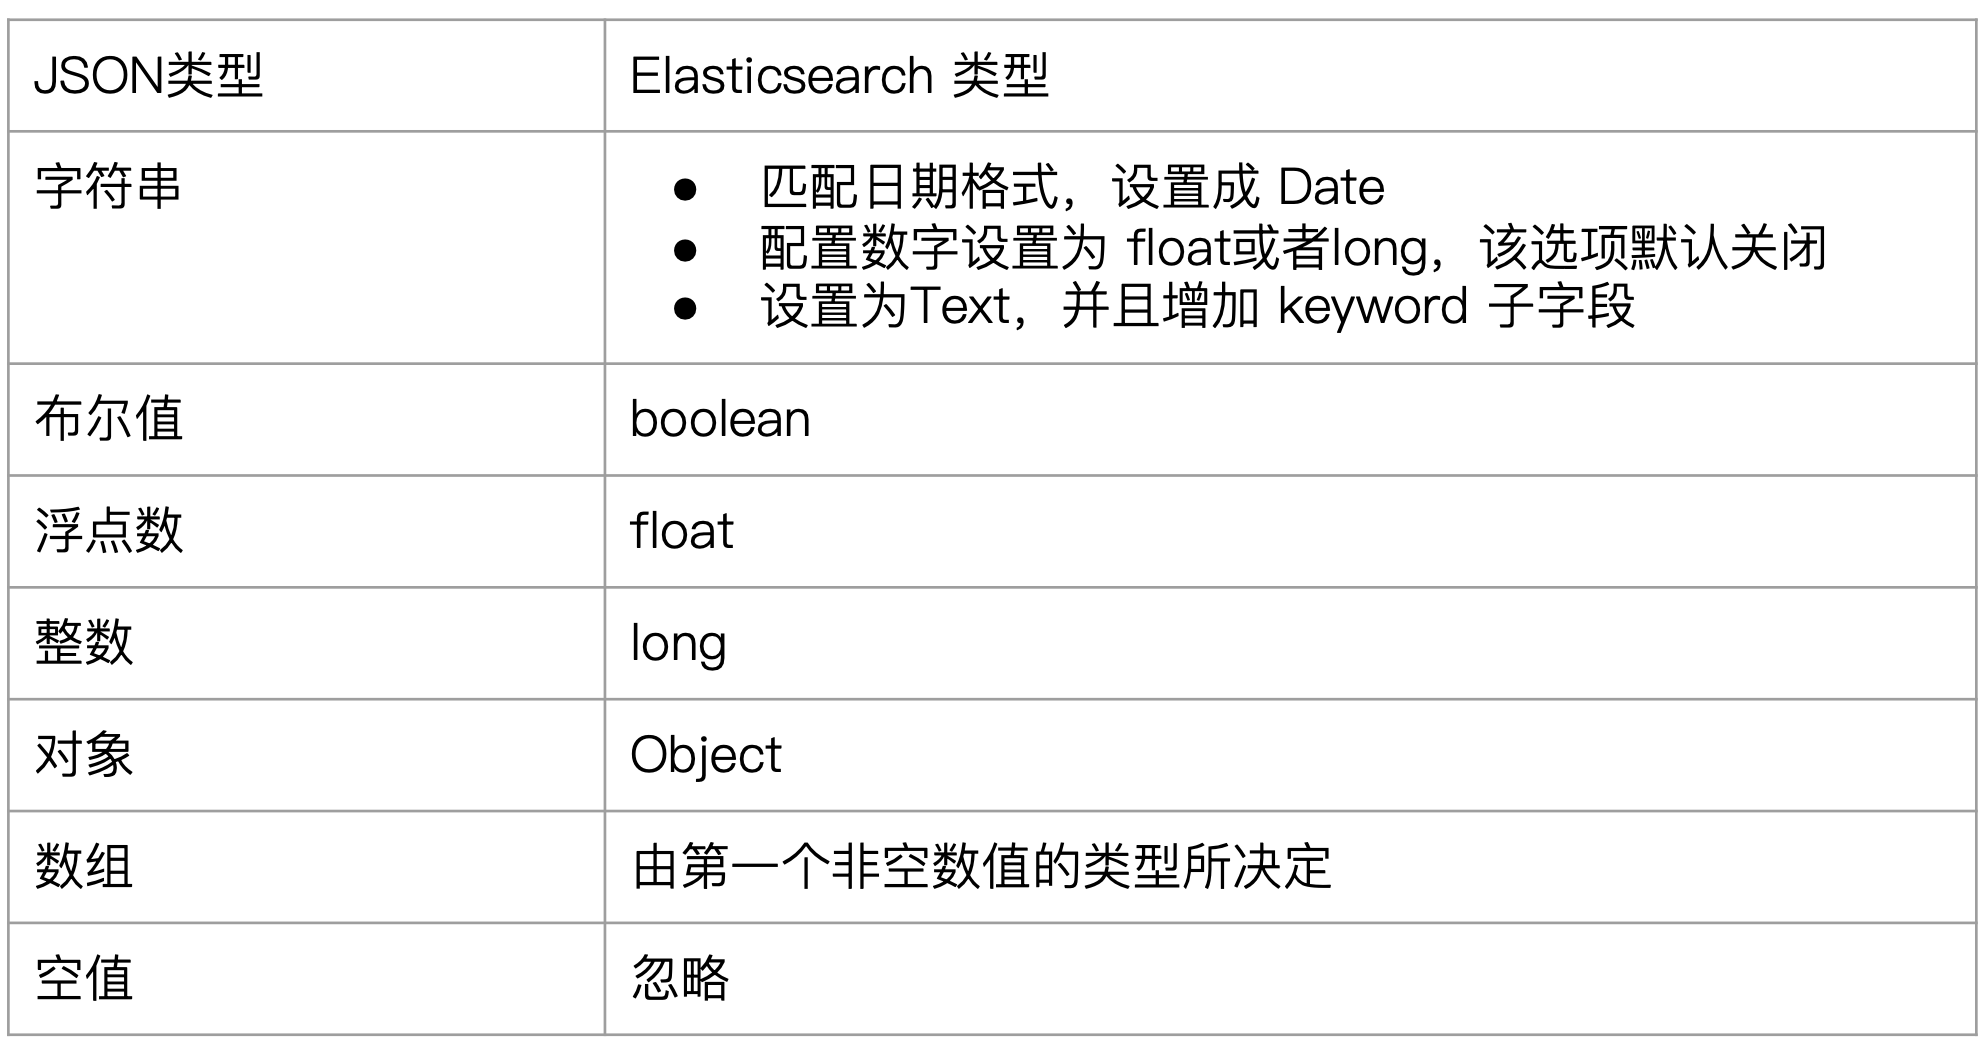 JSON类型
Elasticsearch 类型
字符串
● 匹配日期格式，设置成 Date
● 配置数字设置为 float或者long，该选项默认关闭
● 设置为Text，并且增加 keyword 子字段
布尔值
boolean
浮点数
float
整数
long
对象
Object
数组
由第一个非空数值的类型所决定
空值
忽略